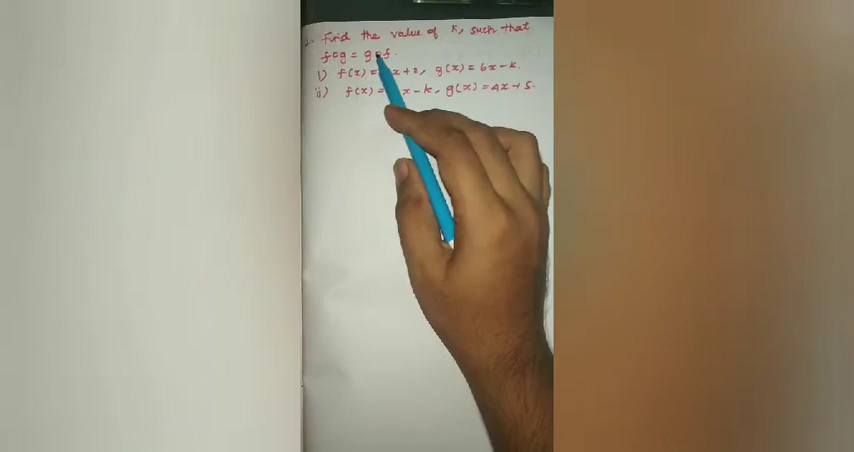 2. Find the value of k, such that
fog = gof.
i) f(x) = x + 2, g(x) = 6x - k.
ii) f(x) = x - k, g(x) = 4x + 5.